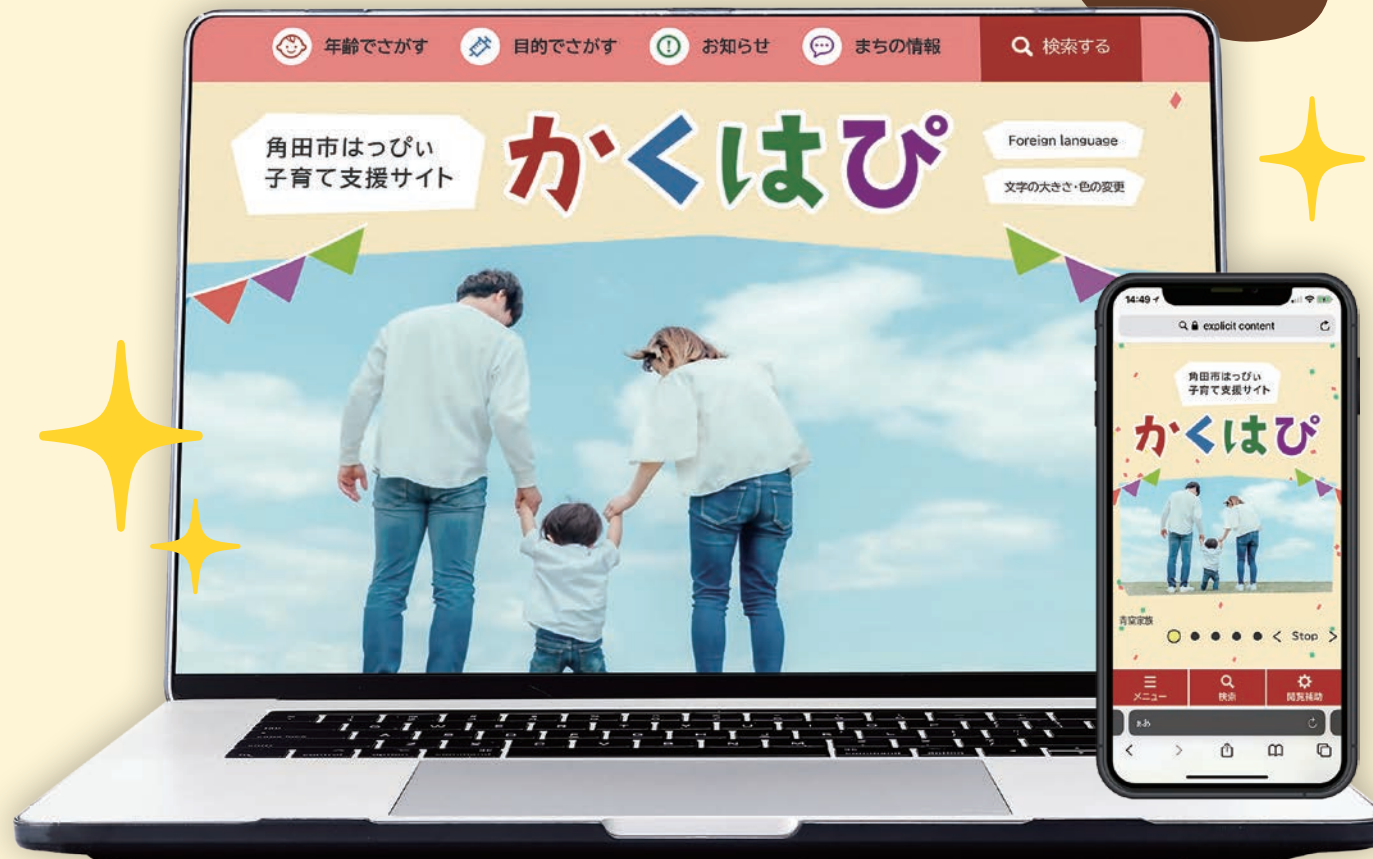 年齢でさがす
目的でさがす
お知らせ
まちの情報
検索する
角田市はっぴぃ
子育て支援サイト
かくはぴ
Foreign language
文字の大きさ・色の変更
14:49
explicit content
角田市はっぴぃ
子育て支援サイト
かくはぴ
青空家族
Stop
メニュー
検索
閲覧補助